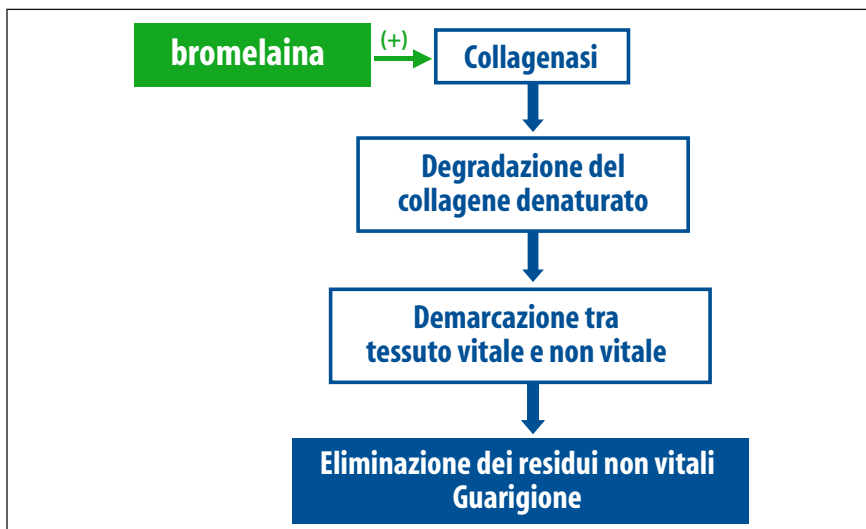 bromelaina
(+)
Collagenasi
Degradazione del
collagene denaturato
Demarcazione tra
tessuto vitale e non vitale
Eliminazione dei residui non vitali
Guarigione